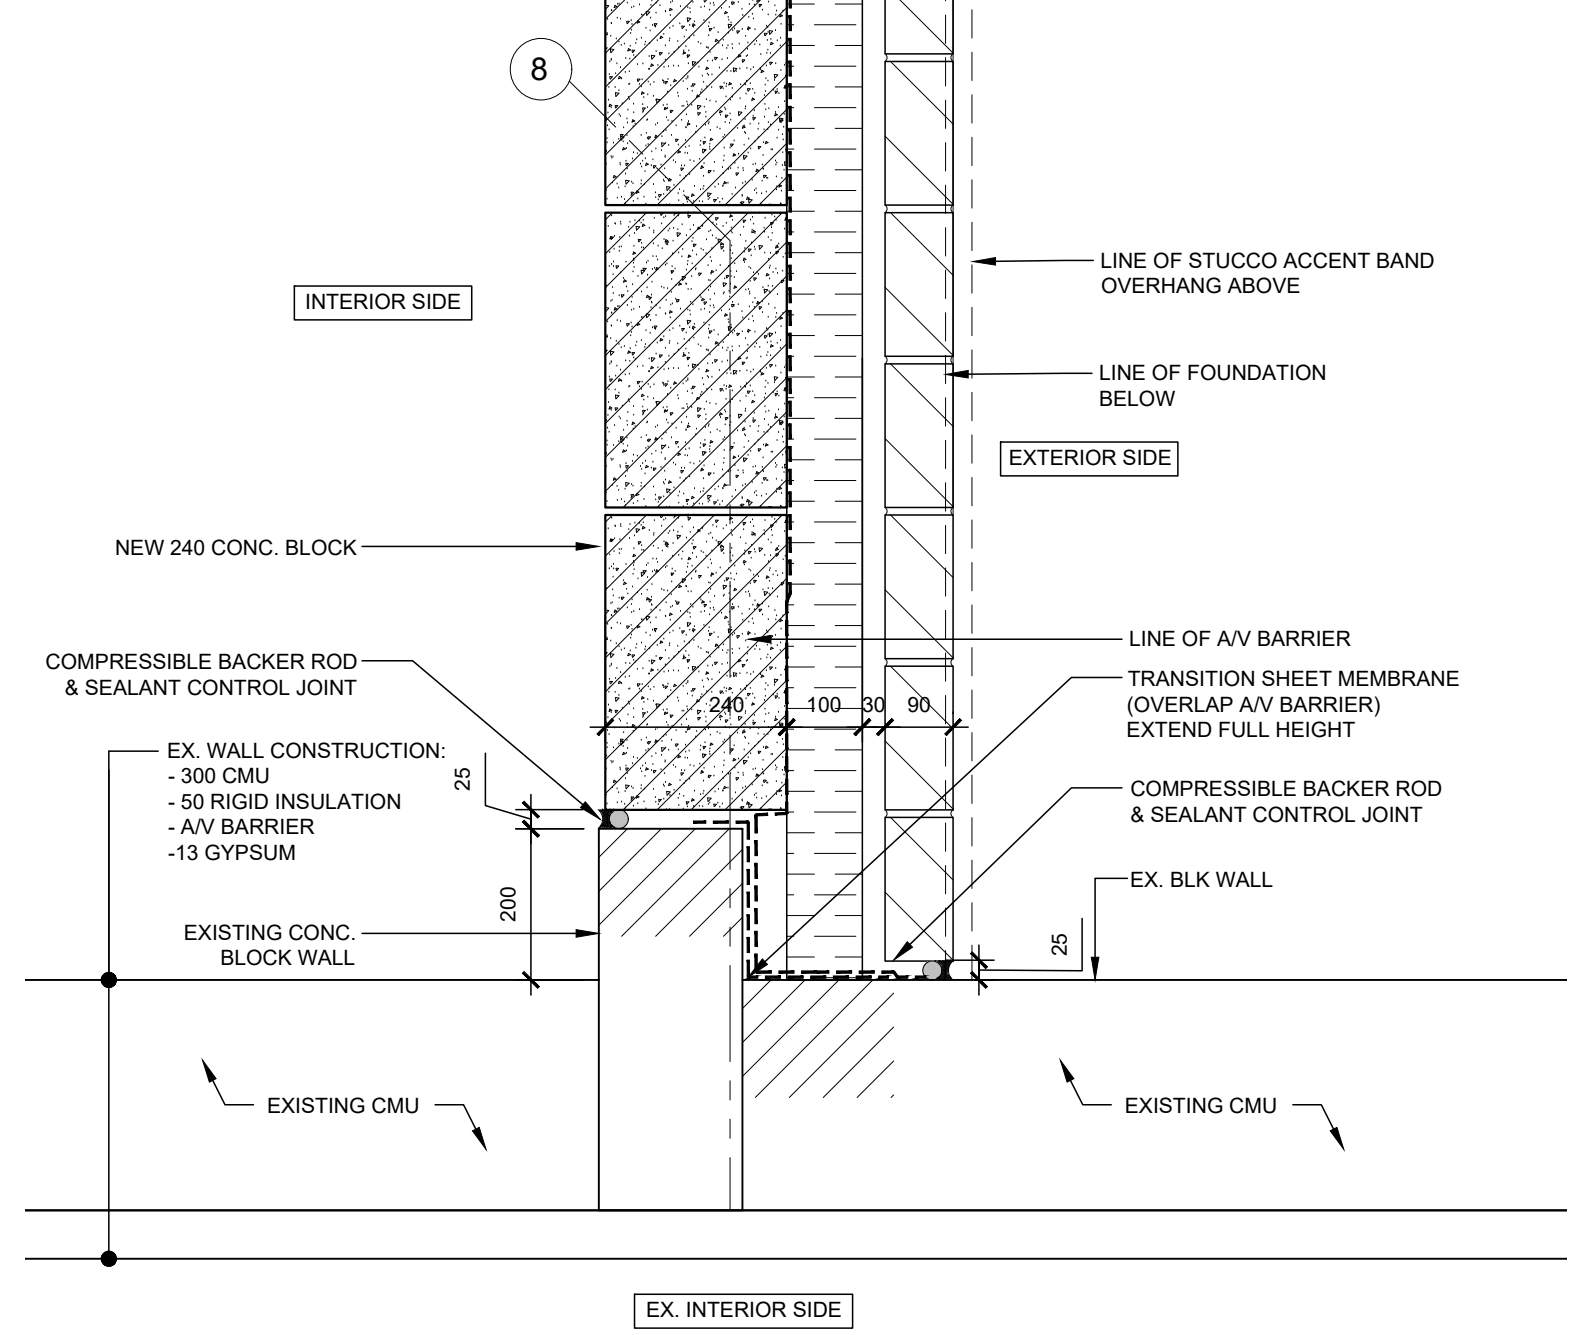 8
INTERIOR SIDE
LINE OF STUCCO ACCENT BAND
OVERHANG ABOVE
LINE OF FOUNDATION
BELOW
EXTERIOR SIDE
NEW 240 CONC. BLOCK
LINE OF A/V BARRIER
COMPRESSIBLE BACKER ROD
& SEALANT CONTROL JOINT
TRANSITION SHEET MEMBRANE
(OVERLAP A/V BARRIER)
EXTEND FULL HEIGHT
240 100 30 90
EX. WALL CONSTRUCTION:
- 300 CMU
- 50 RIGID INSULATION
- A/V BARRIER
-13 GYPSUM
25
COMPRESSIBLE BACKER ROD
& SEALANT CONTROL JOINT
EX. BLK WALL
200
EXISTING CONC.
BLOCK WALL
25
EXISTING CMU
EXISTING CMU
EX. INTERIOR SIDE